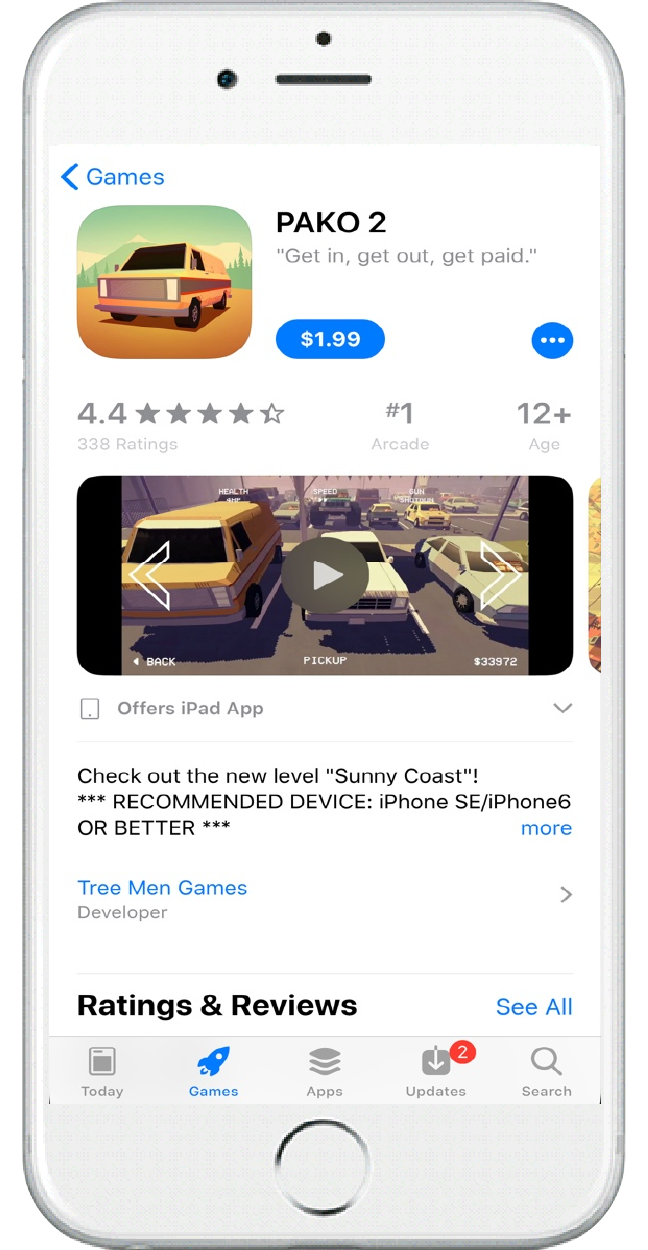 Games
PAKO 2
"Get in, get out, get paid."
$1.99
4.4
#1
12+
338 Ratings
Arcade
Age
HEALTH
SPEED
GUN
4HP
SHOTGUN
BACK
PICKUP
$33972
Offers iPad App
Check out the new level "Sunny Coast"!
*** RECOMMENDED DEVICE: iPhone SE/iPhone6
OR BETTER *** more
Tree Men Games
Developer
Ratings & Reviews
See All
2
Today
Games
Apps
Updates
Search